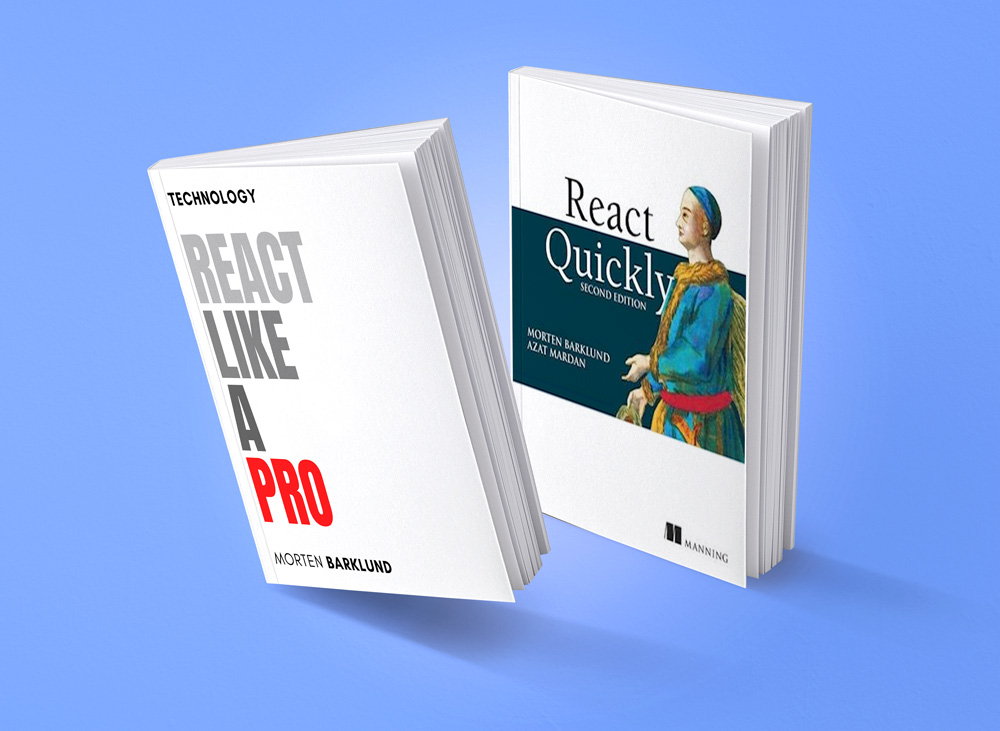 TECHNOLOGY
REACT
LIKE
A
PRO
MORTEN BARKLUND
React
Quickly
SECOND EDITION
MORTEN BARKLUND
AZAT MARDAN
MANNING